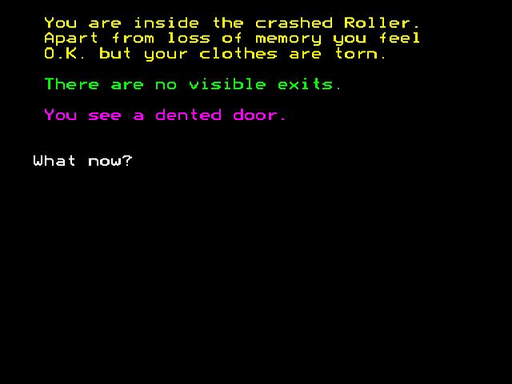 You are inside the crashed Roller.
Apart from loss of memory you feel
O.K. but your clothes are torn.
There are no visible exits.
You see a dented door.
What now?